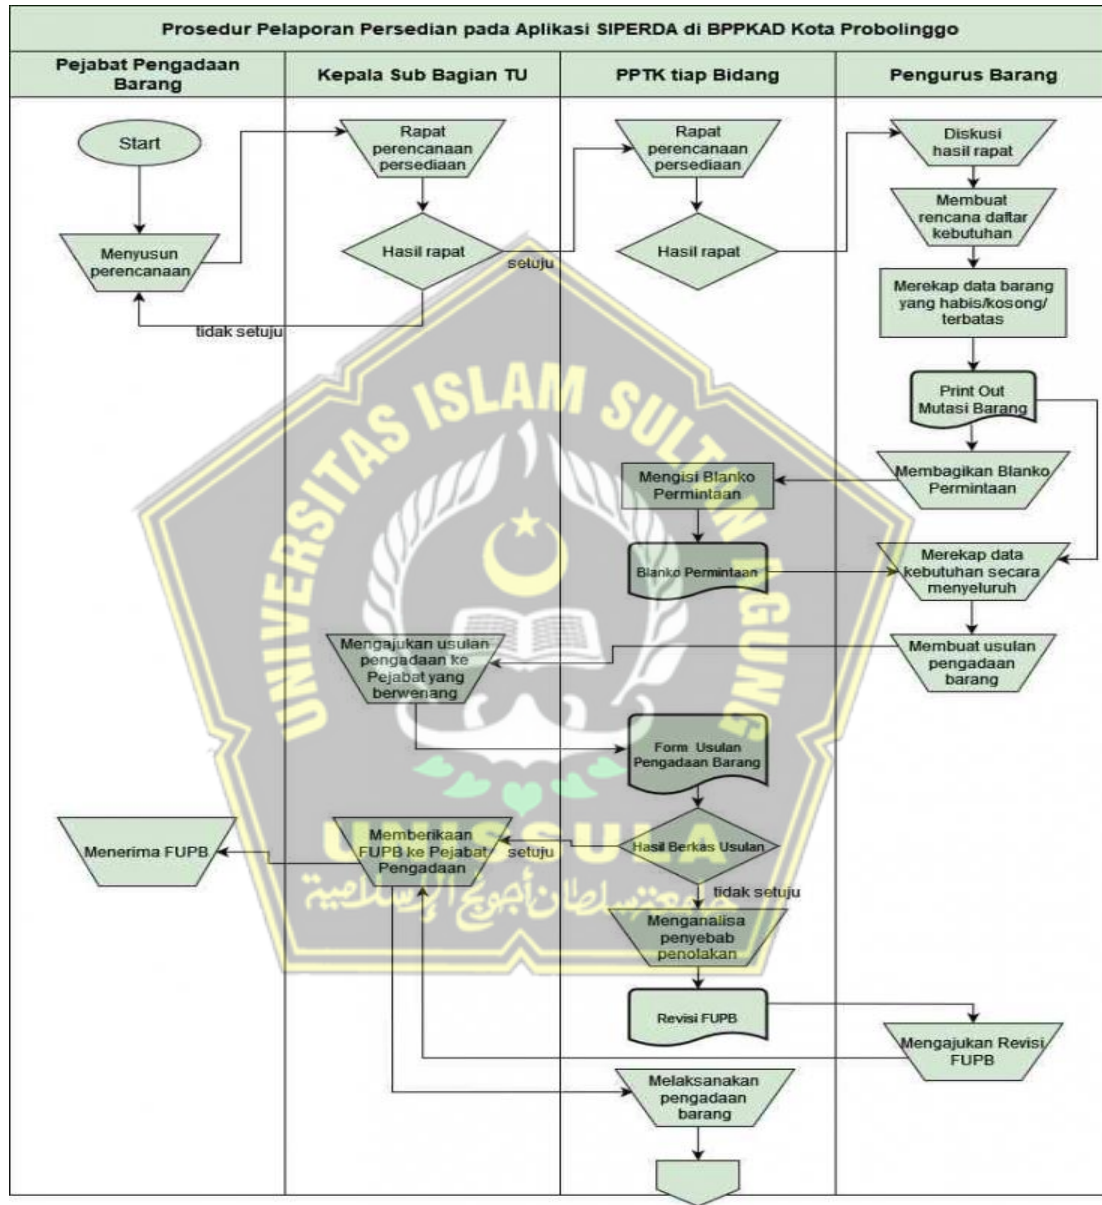 Prosedur Pelaporan Persedian pada Aplikasi SIPERDA di BPPKAD Kota Probolinggo
Pejabat Pengadaan
Barang
Kepala Sub Bagian TU
PPTK tiap Bidang
Pengurus Barang
Start
Rapat
perencanaan
persediaan
Rapat
perencanaan
persediaan
Diskusi
hasil rapat
Membuat
rencana daftar
kebutuhan
Menyusun
perencanaan
Hasil rapat
setuju
Hasil rapat
Merekap data barang
yang habis/kosong/
terbatas
tidak setuju
Print Out
Mutasi Barang
Mengisi Blanko
Permintaan
Membagikan Blanko
Permintaan
Blanko Permintaan
Merekap data
kebutuhan secara
menyeluruh
Mengajukan usulan
pengadaan ke
Pejabat yang
berwenang
Membuat usulan
pengadaan
barang
Form Usulan
Pengadaan Barang
Menerima FUPB
Memberikaan
FUPB ke Pejabat
Pengadaan
setuju
Hasil Berkas Usulan
tidak setuju
Menganalisa
penyebab
penolakan
Revisi FUPB
Mengajukan Revisi
FUPB
Melaksanakan
pengadaan
barang
UNIVERSITAS ISLAM SULTAN AGUNG
UNISSULA
جامعتسلطان أجونج الإسلامية